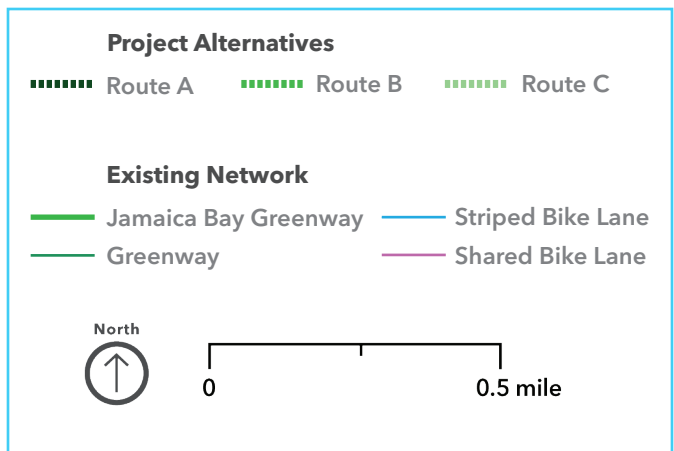 Project Alternatives
Route A Route B Route C
Existing Network
Jamaica Bay Greenway Striped Bike Lane
Greenway Shared Bike Lane
North
0 0.5 mile